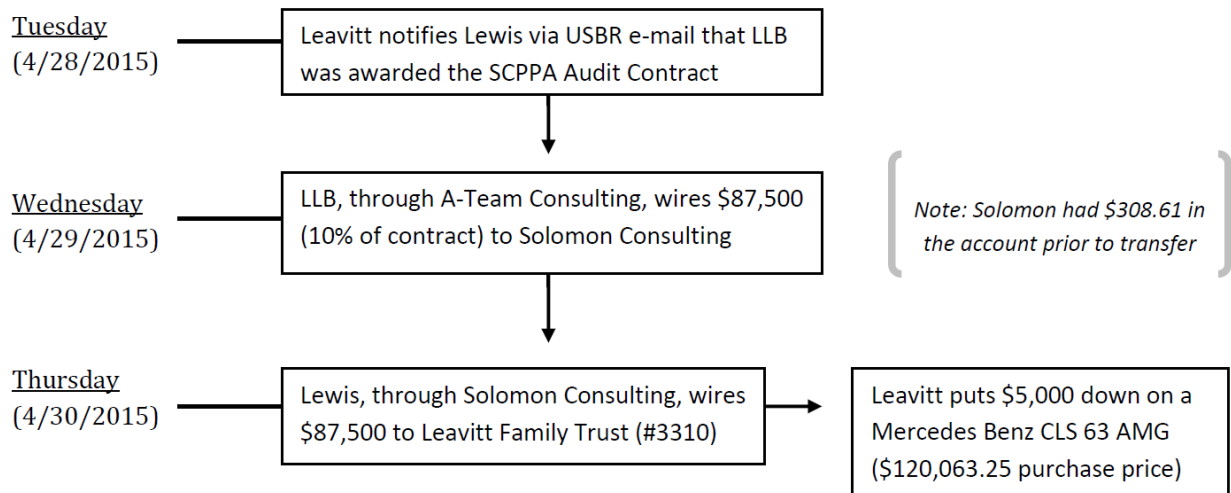 Tuesday
(4/28/2015)
Leavitt notifies Lewis via USBR e-mail that LLB
was awarded the SCPPA Audit Contract
Wednesday
(4/29/2015)
LLB, through A-Team Consulting, wires $87,500
(10% of contract) to Solomon Consulting
Note: Solomon had $308.61 in
the account prior to transfer
Thursday
(4/30/2015)
Lewis, through Solomon Consulting, wires
$87,500 to Leavitt Family Trust (#3310)
Leavitt puts $5,000 down on a
Mercedes Benz CLS 63 AMG
($120,063.25 purchase price)